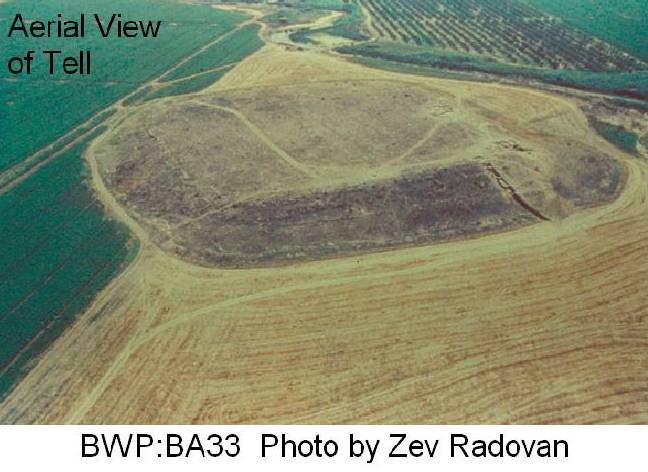 Aerial View
of Tell
BWP:BA33  Photo by Zev Radovan